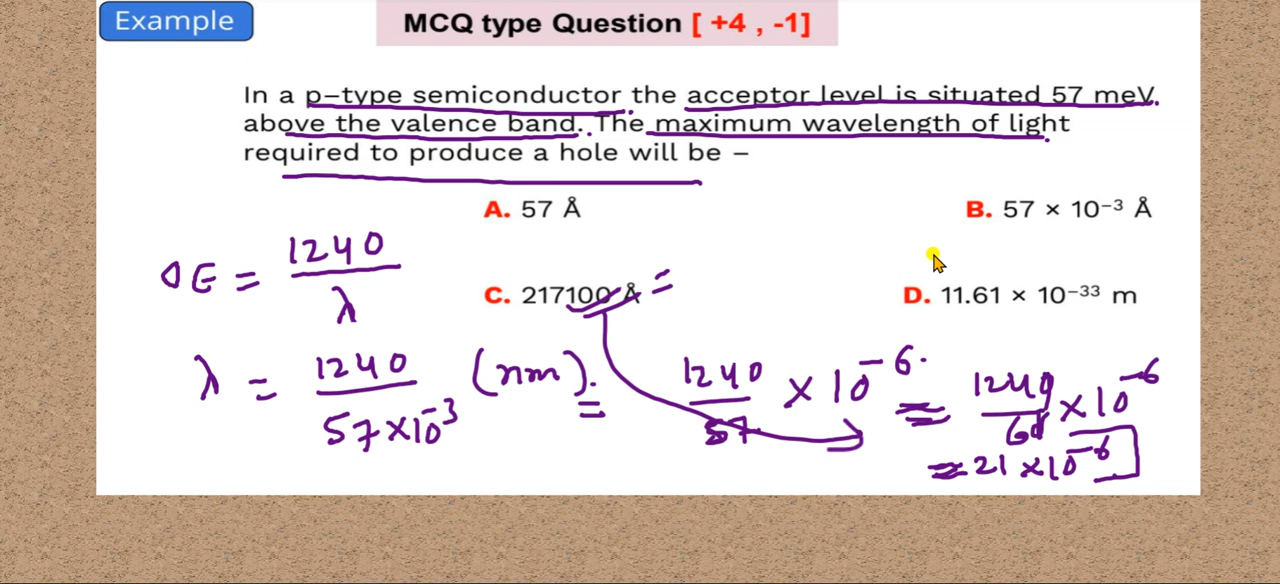 Example
MCQ type Question [ +4 , -1]
In a p-type semiconductor the acceptor level is situated 57 meV
above the valence band. The maximum wavelength of light
required to produce a hole will be –
A. 57 Å
B. 57 × 10⁻³ Å
C. 217100 Å =
D. 11.61 × 10⁻³³ m
ΔE = 1240 / λ
λ = 1240 / 57×10⁻³ (nm). =
1240 / 57 × 10⁻⁶. = 1240 / 60 × 10⁻⁶
= 21 × 10⁻⁶